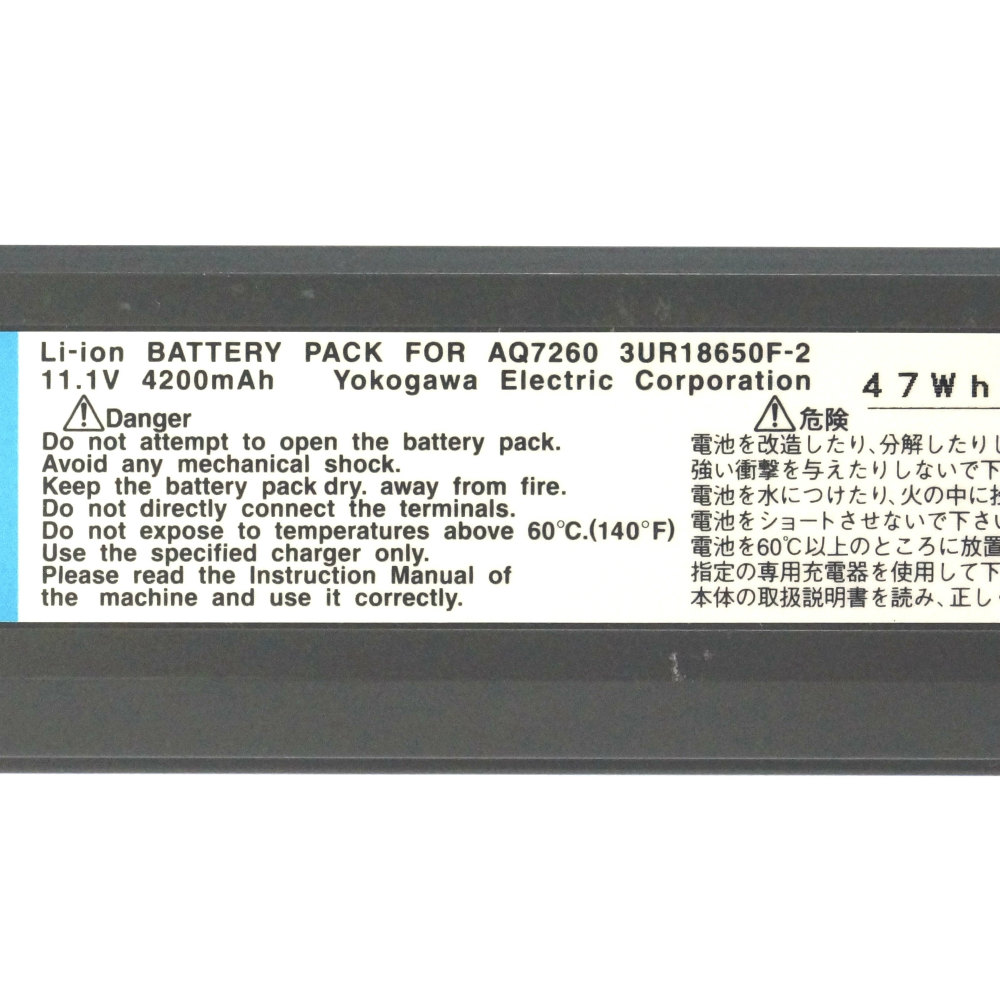 Li-ion BATTERY PACK FOR AQ7260 3UR18650F-2
11.1V 4200mAh Yokogawa Electric Corporation
47Wh
Danger
Do not attempt to open the battery pack.
Avoid any mechanical shock.
Keep the battery pack dry. away from fire.
Do not directly connect the terminals.
Do not expose to temperatures above 60°C.(140°F)
Use the specified charger only.
Please read the Instruction Manual of
the machine and use it correctly.
危険
電池を改造したり、分解したりし
強い衝撃を与えたりしないで下
電池を水につけたり、火の中に
電池をショートさせないで下さい
電池を60℃以上のところに放置
指定の専用充電器を使用して下
本体の取扱説明書を読み、正し